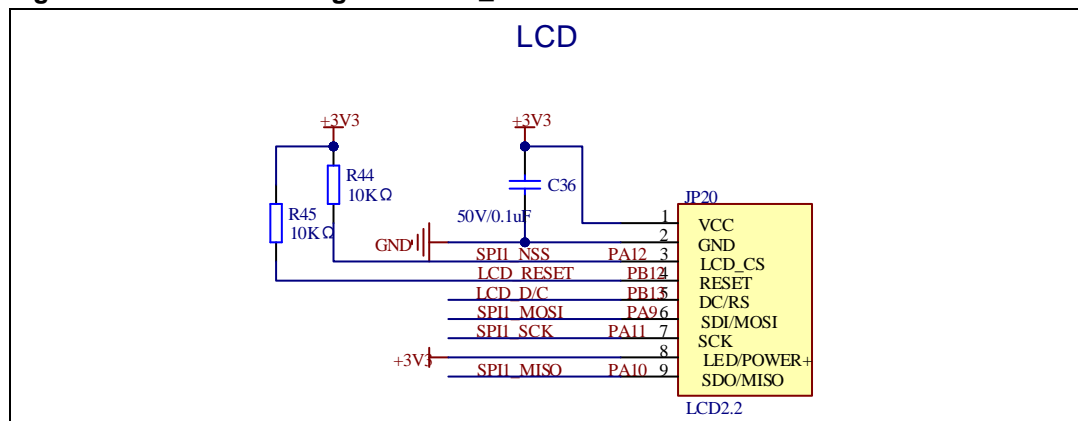 LCD
+3V3
+3V3
R44
10KΩ
C36
R45
10KΩ
50V/0.1uF
JP20
1
VCC
GND
2
GND
SPI1_NSS
PA12
3
LCD_CS
LCD_RESET
PB12
4
RESET
LCD_D/C
PB13
5
DC/RS
SPI1_MOSI
PA9
6
SDI/MOSI
SPI1_SCK
PA11
7
SCK
+3V3
8
LED/POWER+
SPI1_MISO
PA10
9
SDO/MISO
LCD2.2